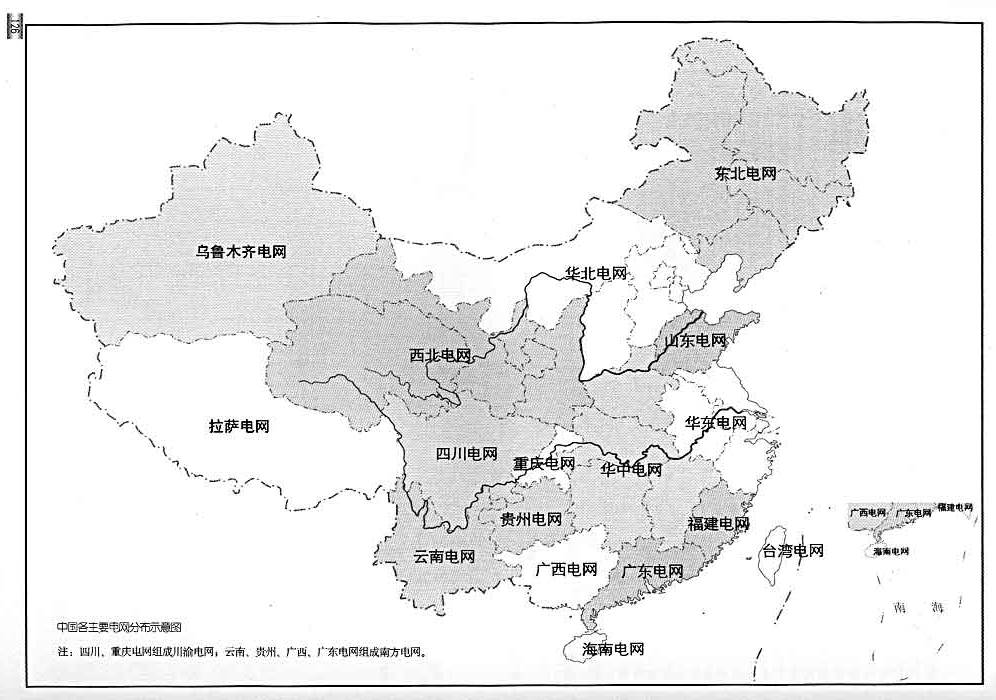 126
东北电网
乌鲁木齐电网
华北电网
山东电网
西北电网
华东电网
拉萨电网
四川电网
重庆电网
华中电网
贵州电网
福建电网
云南电网
广西电网
广东电网
台湾电网
海南电网
广西电网
广东电网
福建电网
海南电网
南 海
中国各主要电网分布示意图
注：四川、重庆电网组成川渝电网；云南、贵州、广西、广东电网组成南方电网。